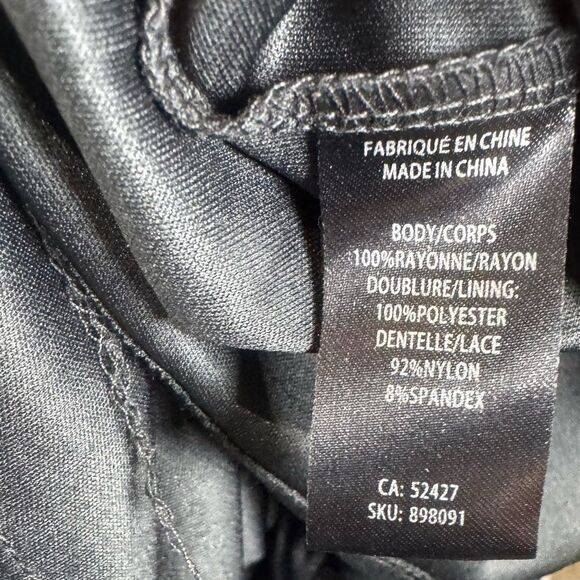 FABRIQUÉ EN CHINE
MADE IN CHINA
BODY/CORPS
100%RAYONNE/RAYON
DOUBLURE/LINING:
100%POLYESTER
DENTELLE/LACE
92%NYLON
8%SPANDEX
CA: 52427
SKU: 898091